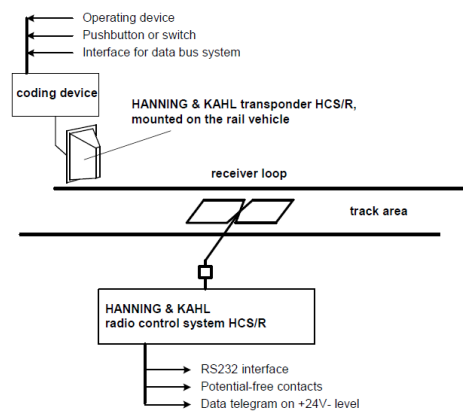 Operating device
Pushbutton or switch
Interface for data bus system
coding device
HANNING & KAHL transponder HCS/R,
mounted on the rail vehicle
receiver loop
track area
HANNING & KAHL
radio control system HCS/R
RS232 interface
Potential-free contacts
Data telegram on +24V- level